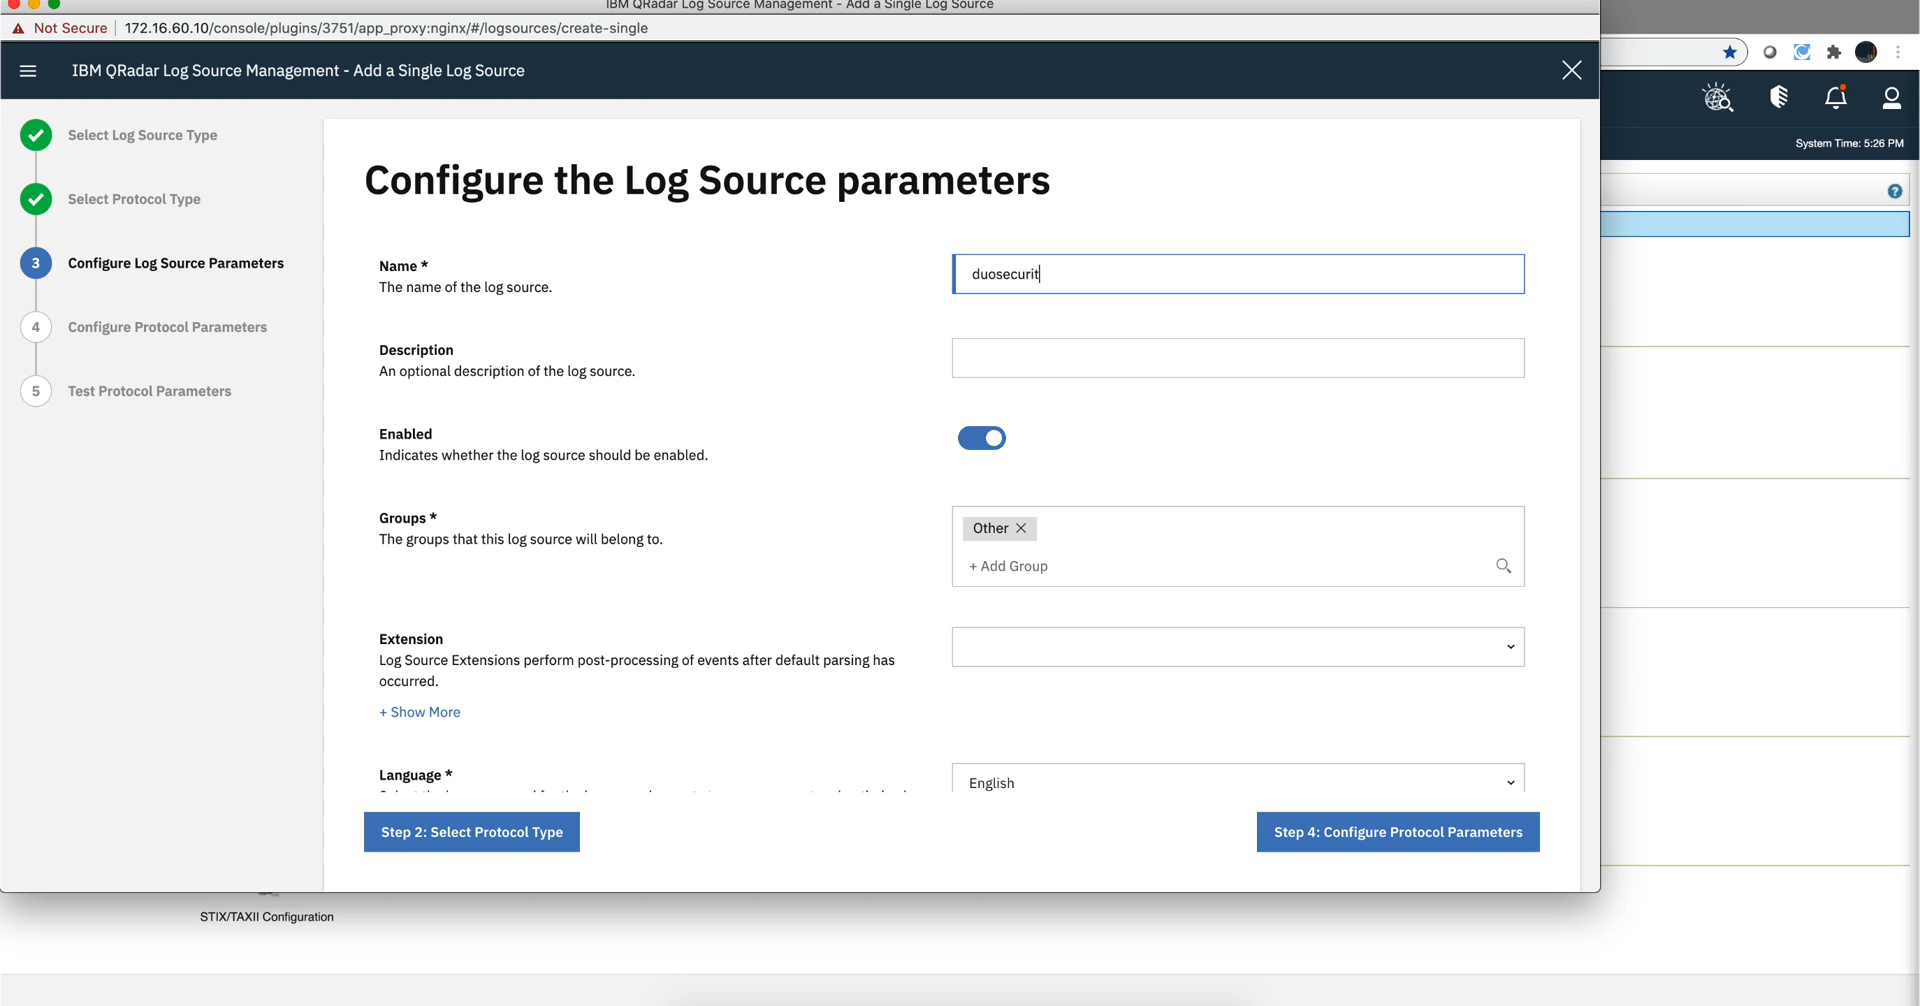 IBM QRadar Log Source Management - Add a Single Log Source
Not Secure 172.16.60.10/console/plugins/3751/app_proxy:nginx/#/logsources/create-single
IBM QRadar Log Source Management - Add a Single Log Source
System Time: 5:26 PM
?
Select Log Source Type
Select Protocol Type
3 Configure Log Source Parameters
4 Configure Protocol Parameters
5 Test Protocol Parameters
Configure the Log Source parameters
Name *
The name of the log source.
duosecurit
Description
An optional description of the log source.
Enabled
Indicates whether the log source should be enabled.
Groups *
The groups that this log source will belong to.
Other
+ Add Group
Extension
Log Source Extensions perform post-processing of events after default parsing has
occurred.
+ Show More
Language *
English
Step 2: Select Protocol Type
Step 4: Configure Protocol Parameters
STIX/TAXII Configuration